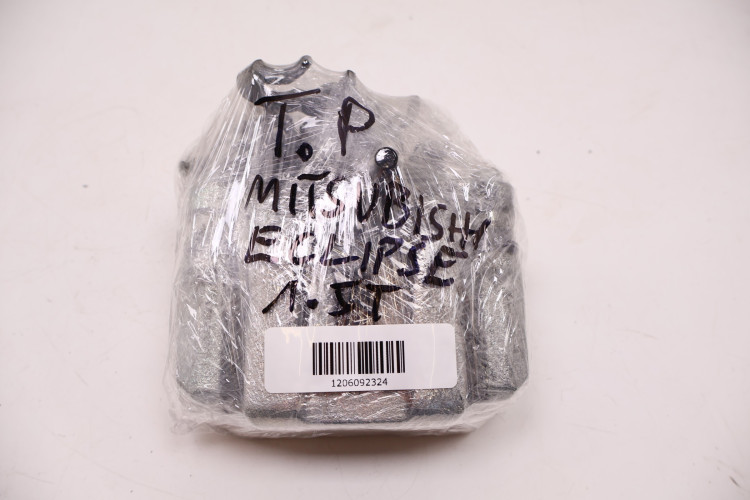 T.P
MITSUBISHI
ECLIPSE
1.5T
1206092324